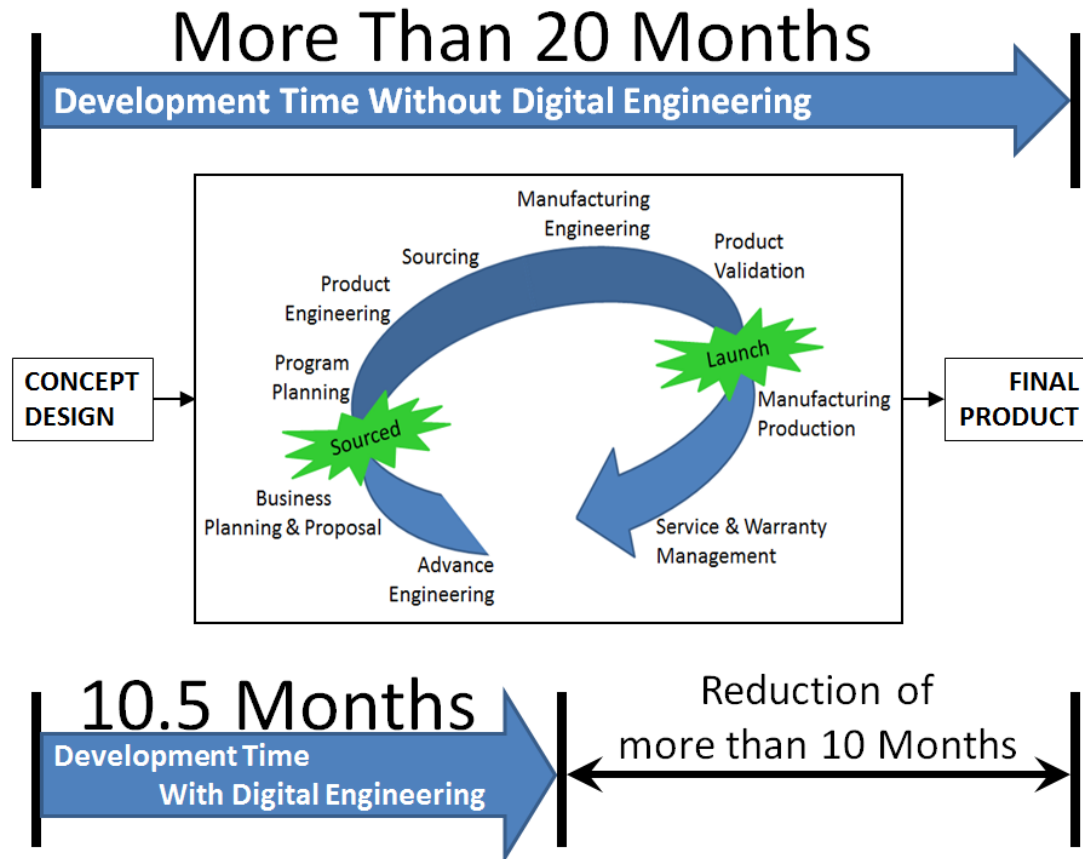 More Than 20 Months
Development Time Without Digital Engineering
Manufacturing
Engineering
Sourcing
Product
Validation
Product
Engineering
Program
Planning
Launch
CONCEPT
DESIGN
FINAL
PRODUCT
Manufacturing
Production
Sourced
Business
Planning & Proposal
Service & Warranty
Management
Advance
Engineering
10.5 Months
Development Time
With Digital Engineering
Reduction of
more than 10 Months